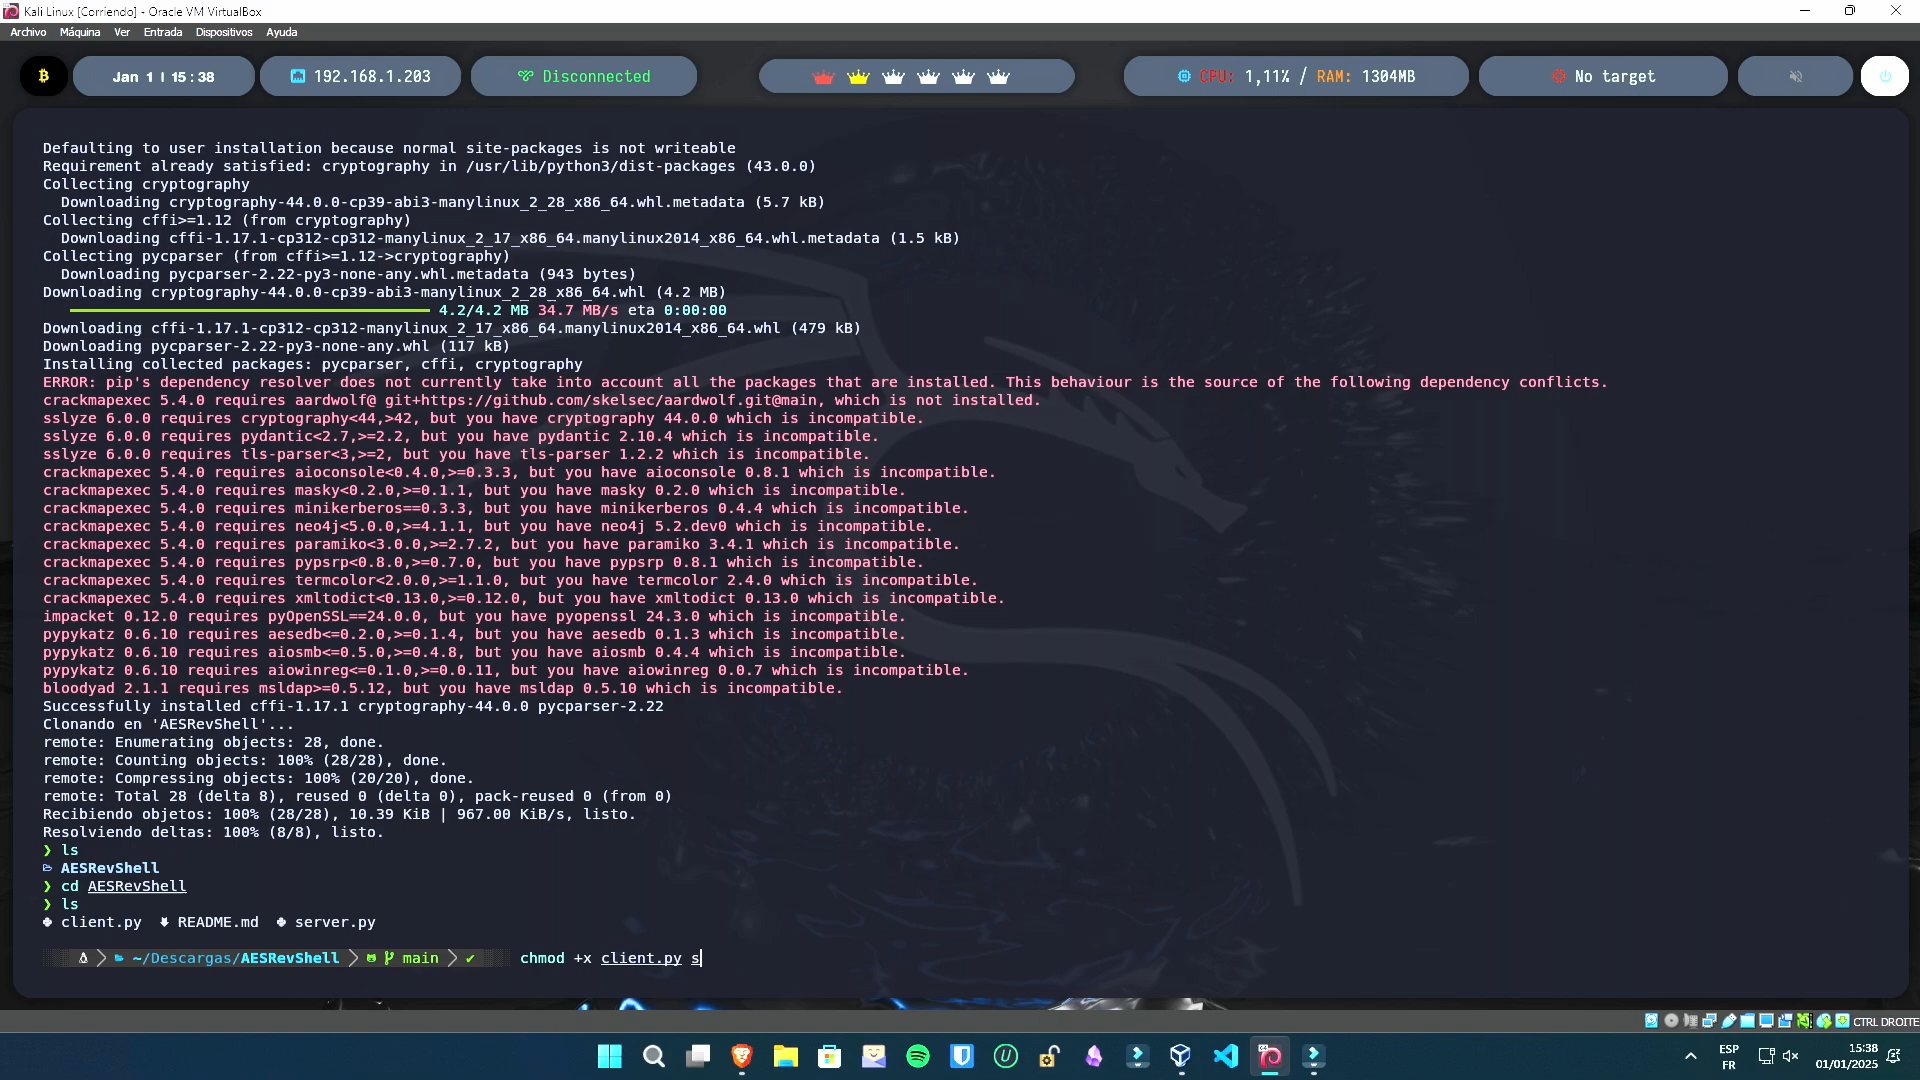 Kali Linux [Corriendo] - Oracle VM VirtualBox
Archivo Máquina Ver Entrada Dispositivos Ayuda
Jan 1 | 15:38 192.168.1.203 Disconnected CPU: 1,11% / RAM: 1304MB No target
Defaulting to user installation because normal site-packages is not writeable
Requirement already satisfied: cryptography in /usr/lib/python3/dist-packages (43.0.0)
Collecting cryptography
Downloading cryptography-44.0.0-cp39-abi3-manylinux_2_28_x86_64.whl.metadata (5.7 kB)
Collecting cffi>=1.12 (from cryptography)
Downloading cffi-1.17.1-cp312-cp312-manylinux_2_17_x86_64.manylinux2014_x86_64.whl.metadata (1.5 kB)
Collecting pycparser (from cffi>=1.12->cryptography)
Downloading pycparser-2.22-py3-none-any.whl.metadata (943 bytes)
Downloading cryptography-44.0.0-cp39-abi3-manylinux_2_28_x86_64.whl (4.2 MB)
4.2/4.2 MB 34.7 MB/s eta 0:00:00
Downloading cffi-1.17.1-cp312-cp312-manylinux_2_17_x86_64.manylinux2014_x86_64.whl (479 kB)
Downloading pycparser-2.22-py3-none-any.whl (117 kB)
Installing collected packages: pycparser, cffi, cryptography
ERROR: pip's dependency resolver does not currently take into account all the packages that are installed. This behaviour is the source of the following dependency conflicts.
crackmapexec 5.4.0 requires aardwolf@ git+https://github.com/skelsec/aardwolf.git@main, which is not installed.
sslyze 6.0.0 requires cryptography<44,>42, but you have cryptography 44.0.0 which is incompatible.
sslyze 6.0.0 requires pydantic<2.7,>=2.2, but you have pydantic 2.10.4 which is incompatible.
sslyze 6.0.0 requires tls-parser<3,>=2, but you have tls-parser 1.2.2 which is incompatible.
crackmapexec 5.4.0 requires aioconsole<0.4.0,>=0.3.3, but you have aioconsole 0.8.1 which is incompatible.
crackmapexec 5.4.0 requires masky<0.2.0,>=0.1.1, but you have masky 0.2.0 which is incompatible.
crackmapexec 5.4.0 requires minikerberos==0.3.3, but you have minikerberos 0.4.4 which is incompatible.
crackmapexec 5.4.0 requires neo4j<5.0.0,>=4.1.1, but you have neo4j 5.2.dev0 which is incompatible.
crackmapexec 5.4.0 requires paramiko<3.0.0,>=2.7.2, but you have paramiko 3.4.1 which is incompatible.
crackmapexec 5.4.0 requires pypsrp<0.8.0,>=0.7.0, but you have pypsrp 0.8.1 which is incompatible.
crackmapexec 5.4.0 requires termcolor<2.0.0,>=1.1.0, but you have termcolor 2.4.0 which is incompatible.
crackmapexec 5.4.0 requires xmltodict<0.13.0,>=0.12.0, but you have xmltodict 0.13.0 which is incompatible.
impacket 0.12.0 requires pyOpenSSL==24.0.0, but you have pyopenssl 24.3.0 which is incompatible.
pypykatz 0.6.10 requires aesedb<=0.2.0,>=0.1.4, but you have aesedb 0.1.3 which is incompatible.
pypykatz 0.6.10 requires aiosmb<=0.5.0,>=0.4.8, but you have aiosmb 0.4.4 which is incompatible.
pypykatz 0.6.10 requires aiowinreg<=0.1.0,>=0.0.11, but you have aiowinreg 0.0.7 which is incompatible.
bloodyad 2.1.1 requires msldap>=0.5.12, but you have msldap 0.5.10 which is incompatible.
Successfully installed cffi-1.17.1 cryptography-44.0.0 pycparser-2.22
Clonando en 'AESRevShell'...
remote: Enumerating objects: 28, done.
remote: Counting objects: 100% (28/28), done.
remote: Compressing objects: 100% (20/20), done.
remote: Total 28 (delta 8), reused 0 (delta 0), pack-reused 0 (from 0)
Recibiendo objetos: 100% (28/28), 10.39 KiB | 967.00 KiB/s, listo.
Resolviendo deltas: 100% (8/8), listo.
❯ ls
AESRevShell
❯ cd AESRevShell
❯ ls
client.py README.md server.py
~/Descargas/AESRevShell main ✔ chmod +x client.py s
CTRL DROITE
ESP
FR
15:38
01/01/2025